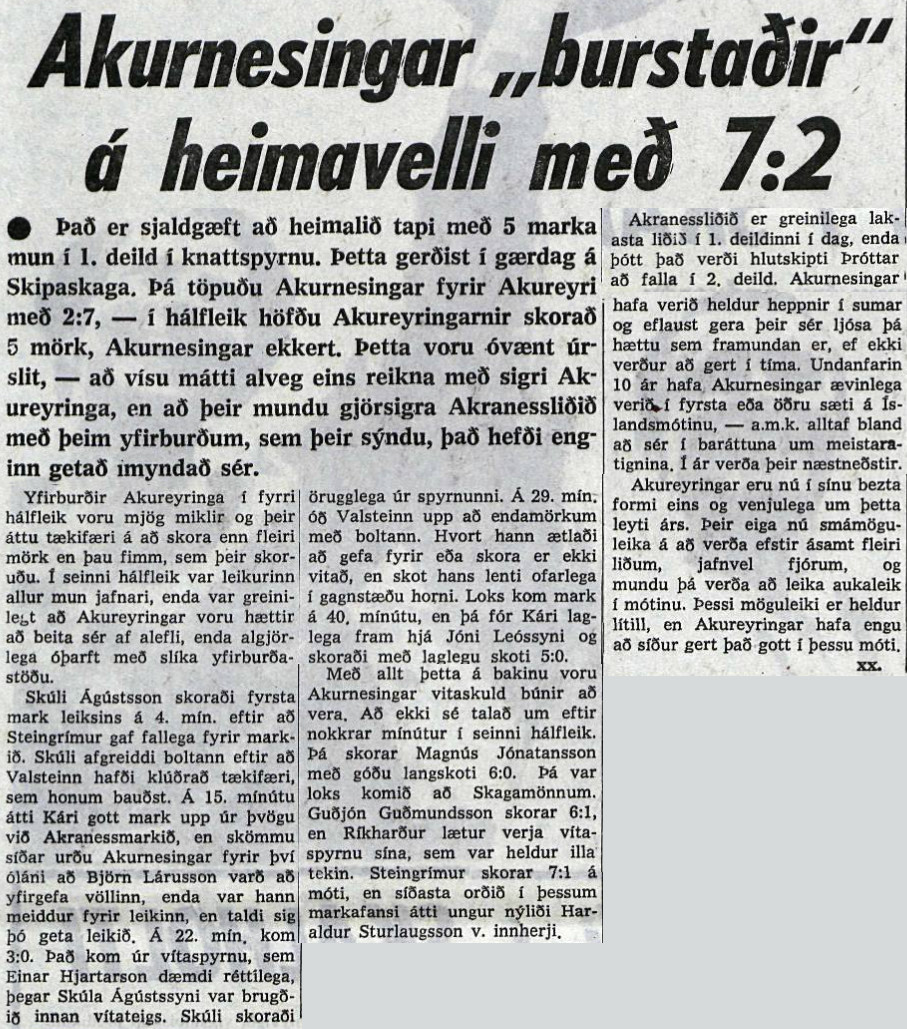 Akurnesingar „burstaðir“
á heimavelli með 7:2
● Það er sjaldgæft að heimalið tapi með 5 marka
mun í 1. deild í knattspyrnu. Þetta gerðist í gærdag á
Skipaskaga. Þá töpuðu Akurnesingar fyrir Akureyri
með 2:7, — í hálfleik höfðu Akureyringarnir skorað
5 mörk, Akurnesingar ekkert. Þetta voru óvænt úr-
slit, — að vísu mátti alveg eins reikna með sigri Ak-
ureyringa, en að þeir mundu gjörsigra Akranessliðið
með þeim yfirburðum, sem þeir sýndu, það hefði eng-
inn getað ímyndað sér.
Yfirburðir Akureyringa í fyrri
hálfleik voru mjög miklir og þeir
áttu tækifæri á að skora enn fleiri
mörk en þau fimm, sem þeir skor-
uðu. Í seinni hálfleik var leikurinn
allur mun jafnari, enda var greini-
legt að Akureyringar voru hættir
að beita sér af alefli, enda algjör-
lega óþarft með slíka yfirburða-
stöðu.
Skúli Ágústsson skoraði fyrsta
mark leiksins á 4. mín. eftir að
Steingrímur gaf fallega fyrir mark-
ið. Skúli afgreiddi boltann eftir að
Valsteinn hafði klúðrað tækifæri,
sem honum bauðst. Á 15. mínútu
átti Kári gott mark upp úr þvögu
við Akranessmarkið, en skömmu
síðar urðu Akurnesingar fyrir því
óláni að Björn Lárusson varð að
yfirgefa völlinn, enda var hann
meiddur fyrir leikinn, en taldi sig
þó geta leikið. Á 22. mín. kom
3:0. Það kom úr vítaspyrnu, sem
Einar Hjartarson dæmdi réttilega,
þegar Skúla Ágústssyni var brugð-
ið innan vítateigs. Skúli skoraði
örugglega úr spyrnunni. Á 29. mín.
óð Valsteinn upp að endamörkum
með boltann. Hvort hann ætlaði
að gefa fyrir eða skora er ekki
vitað, en skot hans lenti ofarlega
í gagnstæðu horni. Loks kom mark
á 40. mínútu, en þá fór Kári lag-
lega fram hjá Jóni Leóssyni og
skoraði með laglegu skoti 5:0.
Með allt þetta á bakinu voru
Akurnesingar vitaskuld búnir að
vera. Að ekki sé talað um eftir
nokkrar mínútur í seinni hálfleik.
Þá skorar Magnús Jónatansson
með góðu langskoti 6:0. Þá var
loks komið að Skagamönnum.
Guðjón Guðmundsson skorar 6:1,
en Ríkharður lætur verja víta-
spyrnu sína, sem var heldur illa
tekin. Steingrímur skorar 7:1 á
móti, en síðasta orðið í þessum
markafansi átti ungur nýliði Har-
aldur Sturlaugsson v. innherji.
Akranessliðið er greinilega lak-
asta liðið í 1. deildinni í dag, enda
þótt það verði hlutskipti Þróttar
að falla í 2. deild. Akurnesingar
hafa verið heldur heppnir í sumar
og eflaust gera þeir sér ljósa þá
hættu sem framundan er, ef ekki
verður að gert í tíma. Undanfarin
10 ár hafa Akurnesingar ævinlega
verið í fyrsta eða öðru sæti á Ís-
landsmótinu, — a.m.k. alltaf bland
að sér í baráttuna um meistara-
tignina. Í ár verða þeir næstneðstir.
Akureyringar eru nú í sínu bezta
formi eins og venjulega um þetta
leyti árs. Þeir eiga nú smámögu-
leika á að verða efstir ásamt fleiri
liðum, jafnvel fjórum, og
mundu þá verða að leika aukaleik
í mótinu. Þessi möguleiki er heldur
lítill, en Akureyringar hafa engu
að síður gert það gott í þessu móti.
xx.